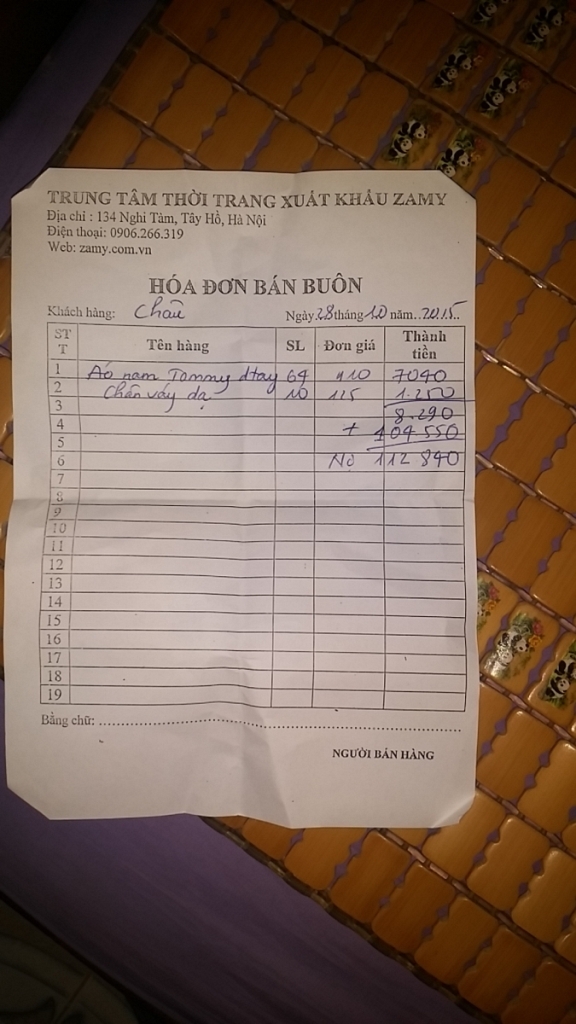 TRUNG TÂM THỜI TRANG XUẤT KHẨU ZAMY
Địa chỉ : 134 Nghi Tàm, Tây Hồ, Hà Nội
Điện thoại: 0906.266.319
Web: zamy.com.vn
HÓA ĐƠN BÁN BUÔN
Khách hàng: Châu Ngày 28 tháng 10 năm 2015
STT Tên hàng SL Đơn giá Thành tiền
1 Áo nam Tommy dtay 64 110 7040
2 Chân váy dạ 10 125 1.250
3 8.290
4 + 104 550
5
6 Nợ 112 840
7
8
9
10
11
12
13
14
15
16
17
18
19
Bằng chữ:
NGƯỜI BÁN HÀNG